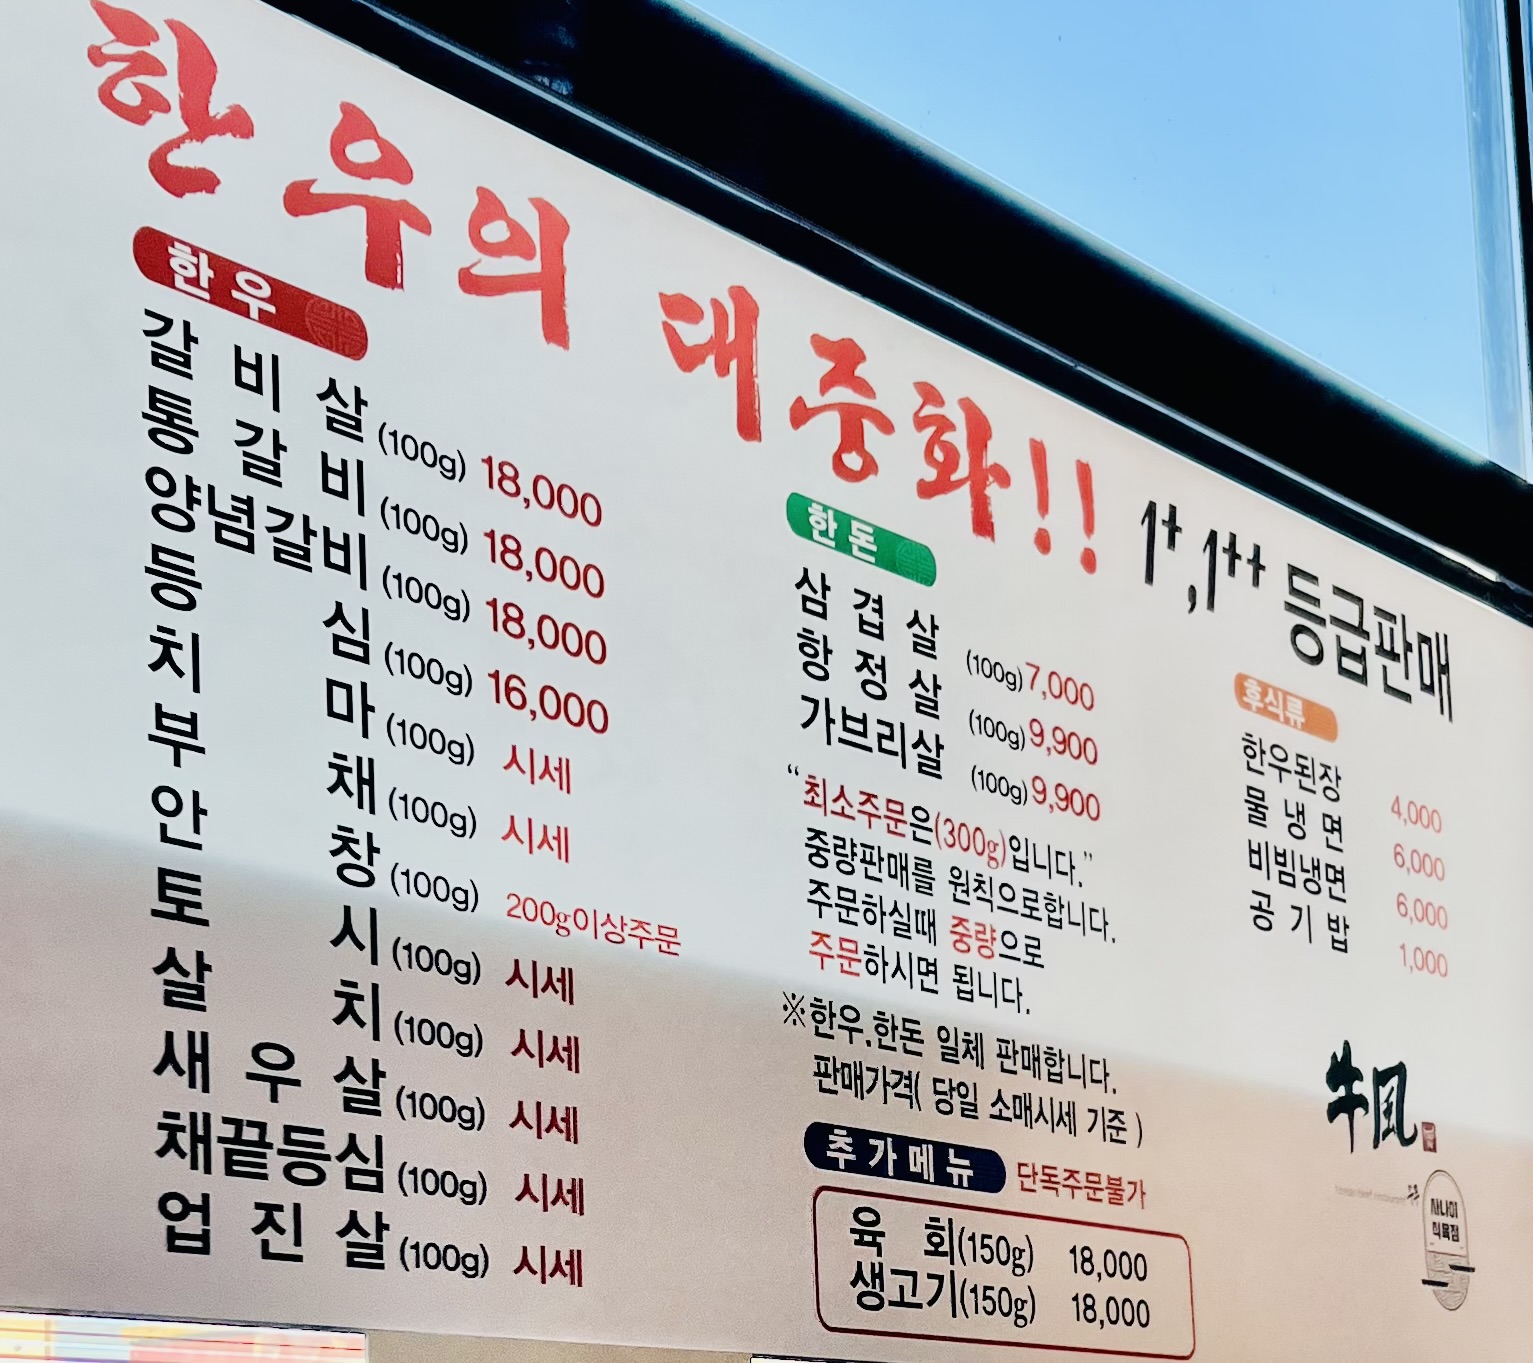 한우의 대중화!! 1+,1++ 등급판매
한우
갈비살(100g) 18,000
통갈비(100g) 18,000
양념갈비(100g) 18,000
등심(100g) 16,000
치마(100g) 시세
부채(100g) 시세
안창(100g) 200g이상주문
토시(100g) 시세
살치(100g) 시세
새우살(100g) 시세
채끝등심(100g) 시세
업진살(100g) 시세
한돈
삼겹살(100g) 7,000
항정살(100g) 9,900
가브리살(100g) 9,900
"최소주문은(300g)입니다."
중량판매를 원칙으로합니다.
주문하실때 중량으로
주문하시면 됩니다.
※한우.한돈 일체 판매합니다.
판매가격( 당일 소매시세 기준 )
추가메뉴 단독주문불가
육회(150g) 18,000
생고기(150g) 18,000
후식류
한우된장 4,000
물냉면 6,000
비빔냉면 6,000
공기밥 1,000
牛風
사나이
식육점